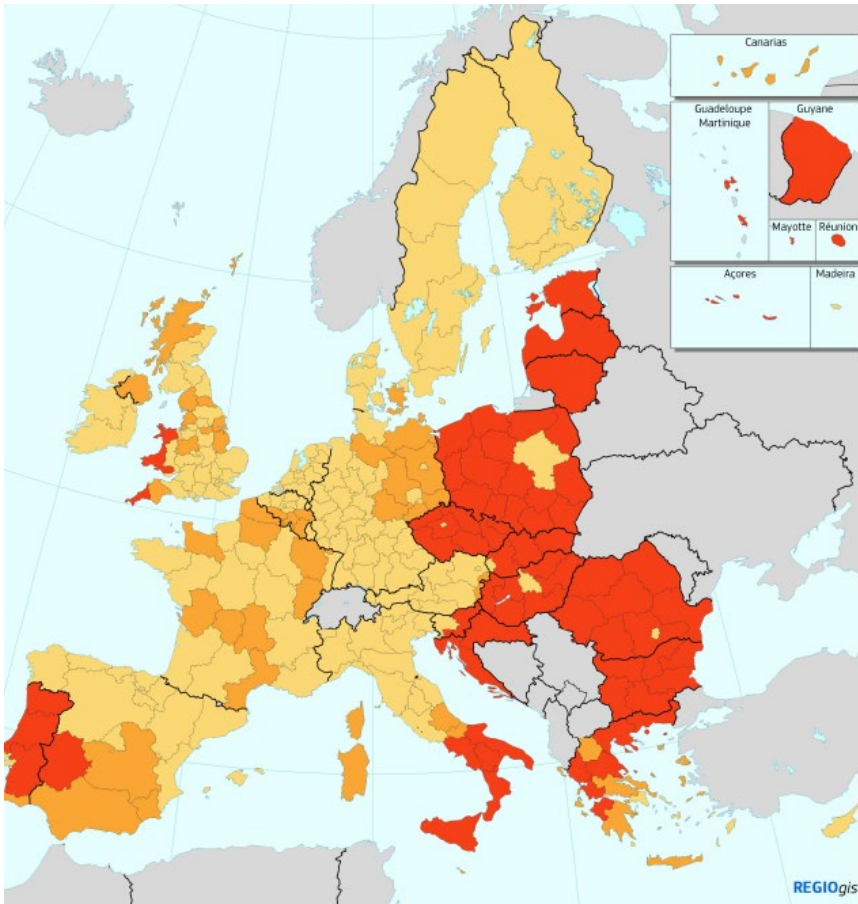 Canarias
Guadeloupe
Martinique
Guyane
Mayotte
Réunion
Açores
Madeira
REGIOgis